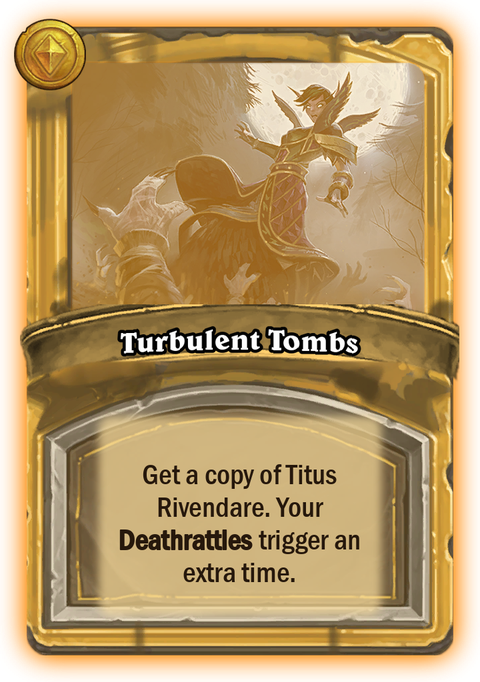 Turbulent Tombs
Get a copy of Titus
Rivendare. Your
Deathrattles trigger an
extra time.